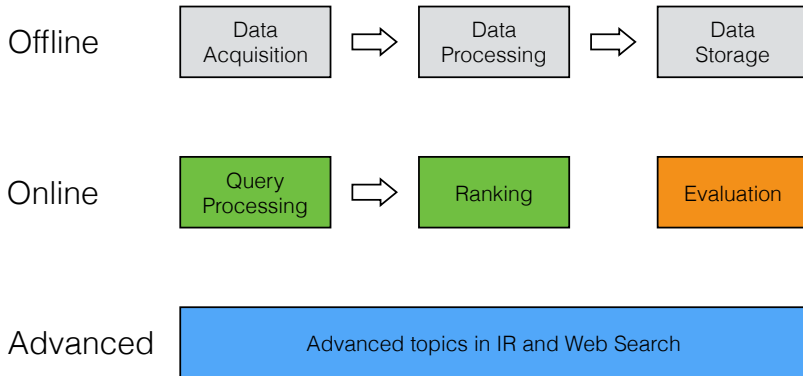 Offline
Data
Acquisition
Data
Processing
Data
Storage
Online
Query
Processing
Ranking
Evaluation
Advanced
Advanced topics in IR and Web Search